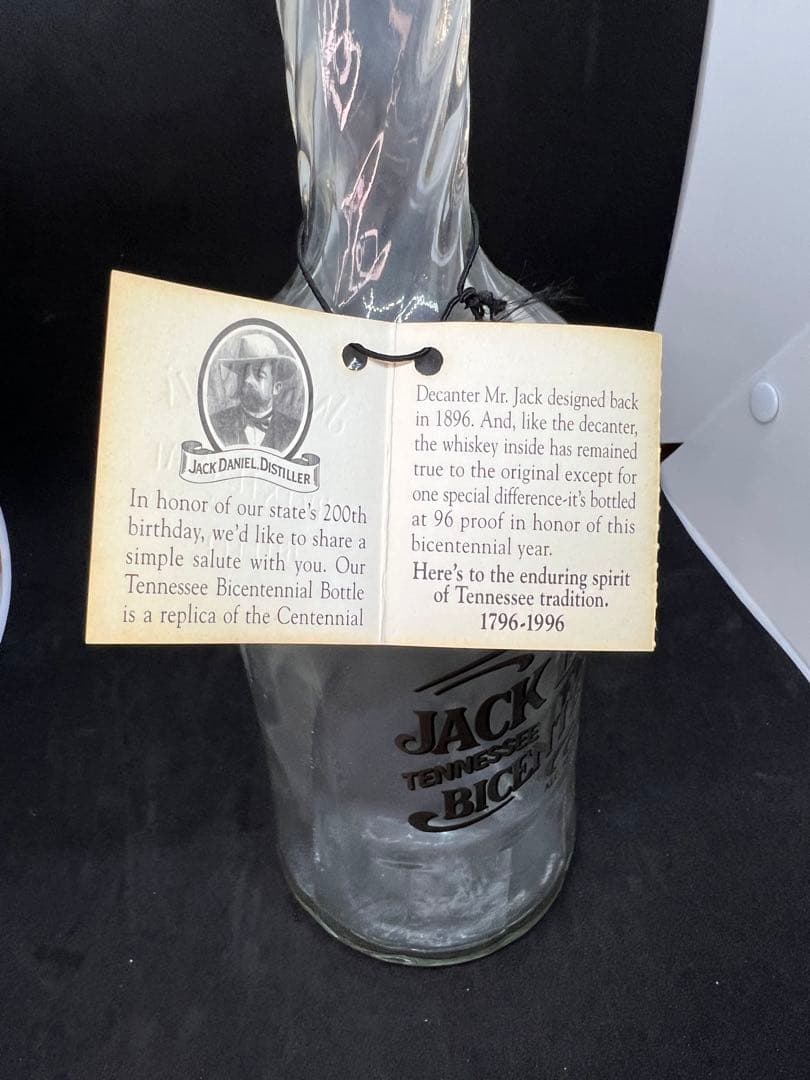 JACK DANIEL, DISTILLER
In honor of our state's 200th
birthday, we'd like to share a
simple salute with you. Our
Tennessee Bicentennial Bottle
is a replica of the Centennial
Decanter Mr. Jack designed back
in 1896. And, like the decanter,
the whiskey inside has remained
true to the original except for
one special difference-it's bottled
at 96 proof in honor of this
bicentennial year.
Here's to the enduring spirit
of Tennessee tradition.
1796-1996
JACK
TENNESSEE
BICEN